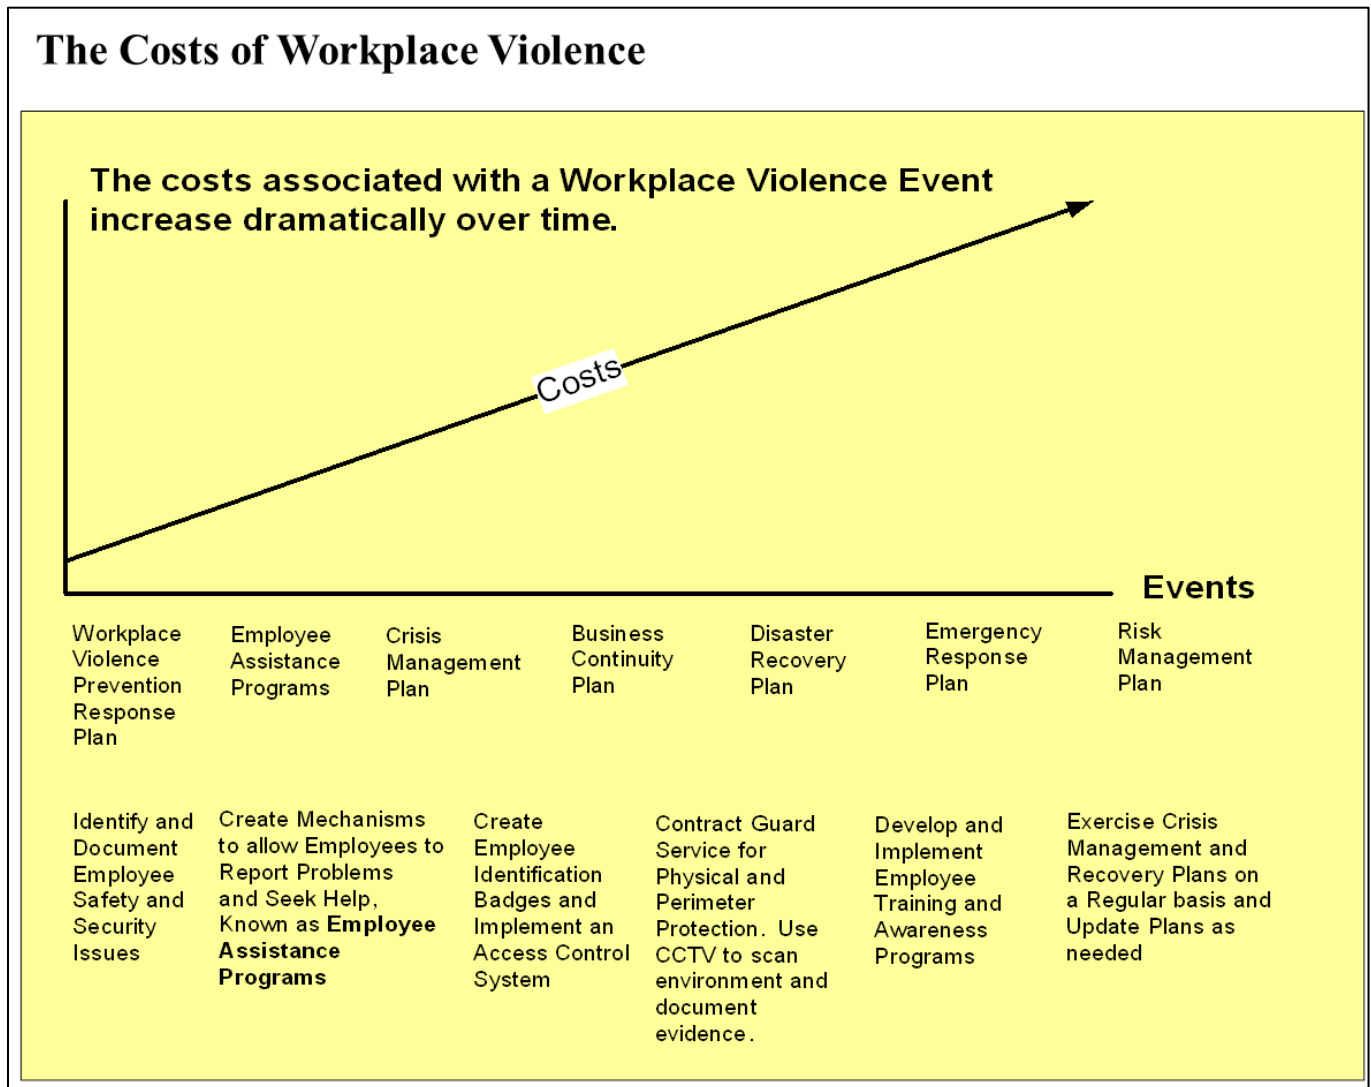 The Costs of Workplace Violence
The costs associated with a Workplace Violence Event
increase dramatically over time.
Costs
Events
Workplace
Violence
Prevention
Response
Plan
Employee
Assistance
Programs
Crisis
Management
Plan
Business
Continuity
Plan
Disaster
Recovery
Plan
Emergency
Response
Plan
Risk
Management
Plan
Identify and
Document
Employee
Safety and
Security
Issues
Create Mechanisms
to allow Employees to
Report Problems
and Seek Help,
Known as Employee
Assistance
Programs
Create
Employee
Identification
Badges and
Implement an
Access Control
System
Contract Guard
Service for
Physical and
Perimeter
Protection. Use
CCTV to scan
environment and
document
evidence.
Develop and
Implement
Employee
Training and
Awareness
Programs
Exercise Crisis
Management and
Recovery Plans on
a Regular basis and
Update Plans as
needed